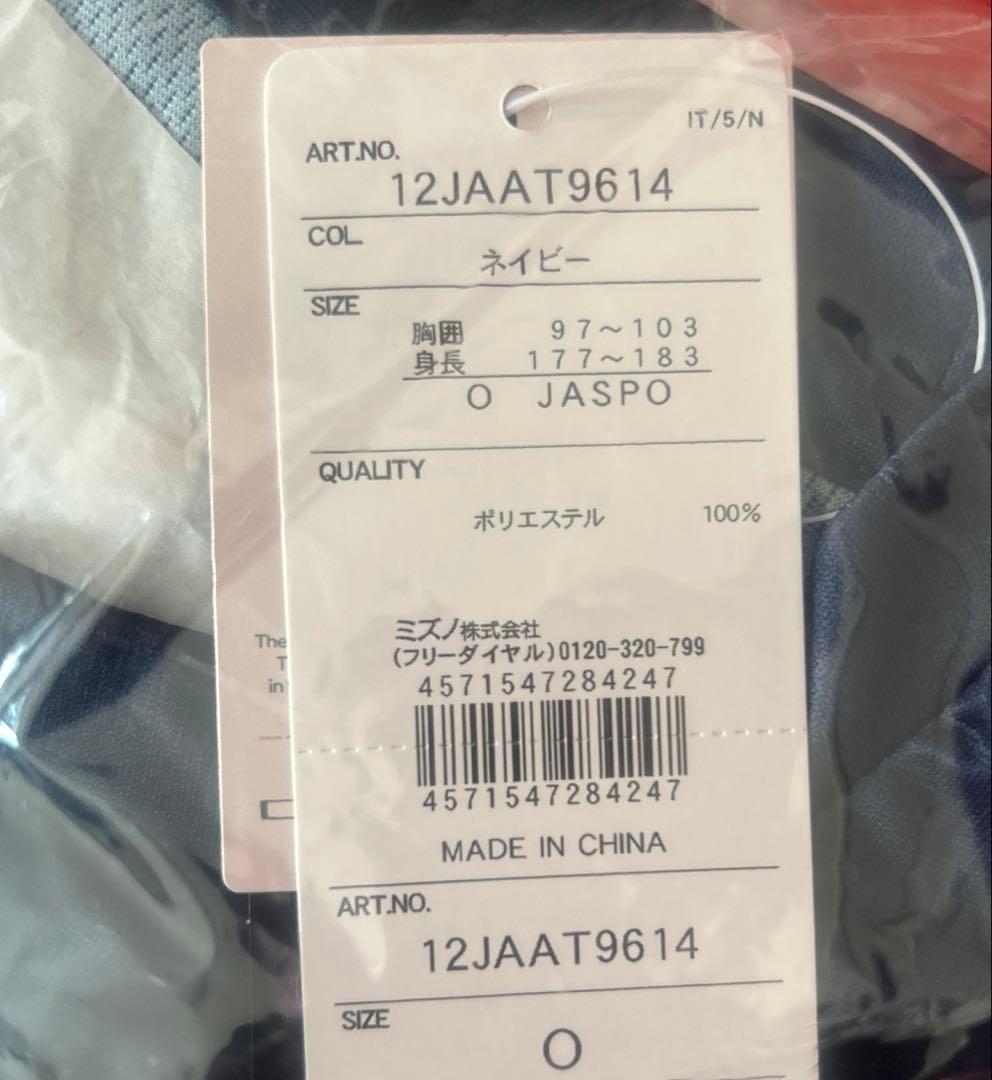 IT/5/N
ART.NO.
12JAAT9614
COL.
ネイビー
SIZE
胸囲 97～103
身長 177～183
O JASPO
QUALITY
ポリエステル 100%
The
T
in
ミズノ株式会社
(フリーダイヤル)0120-320-799
4571547284247
4571547284247
MADE IN CHINA
ART.NO.
12JAAT9614
SIZE
O